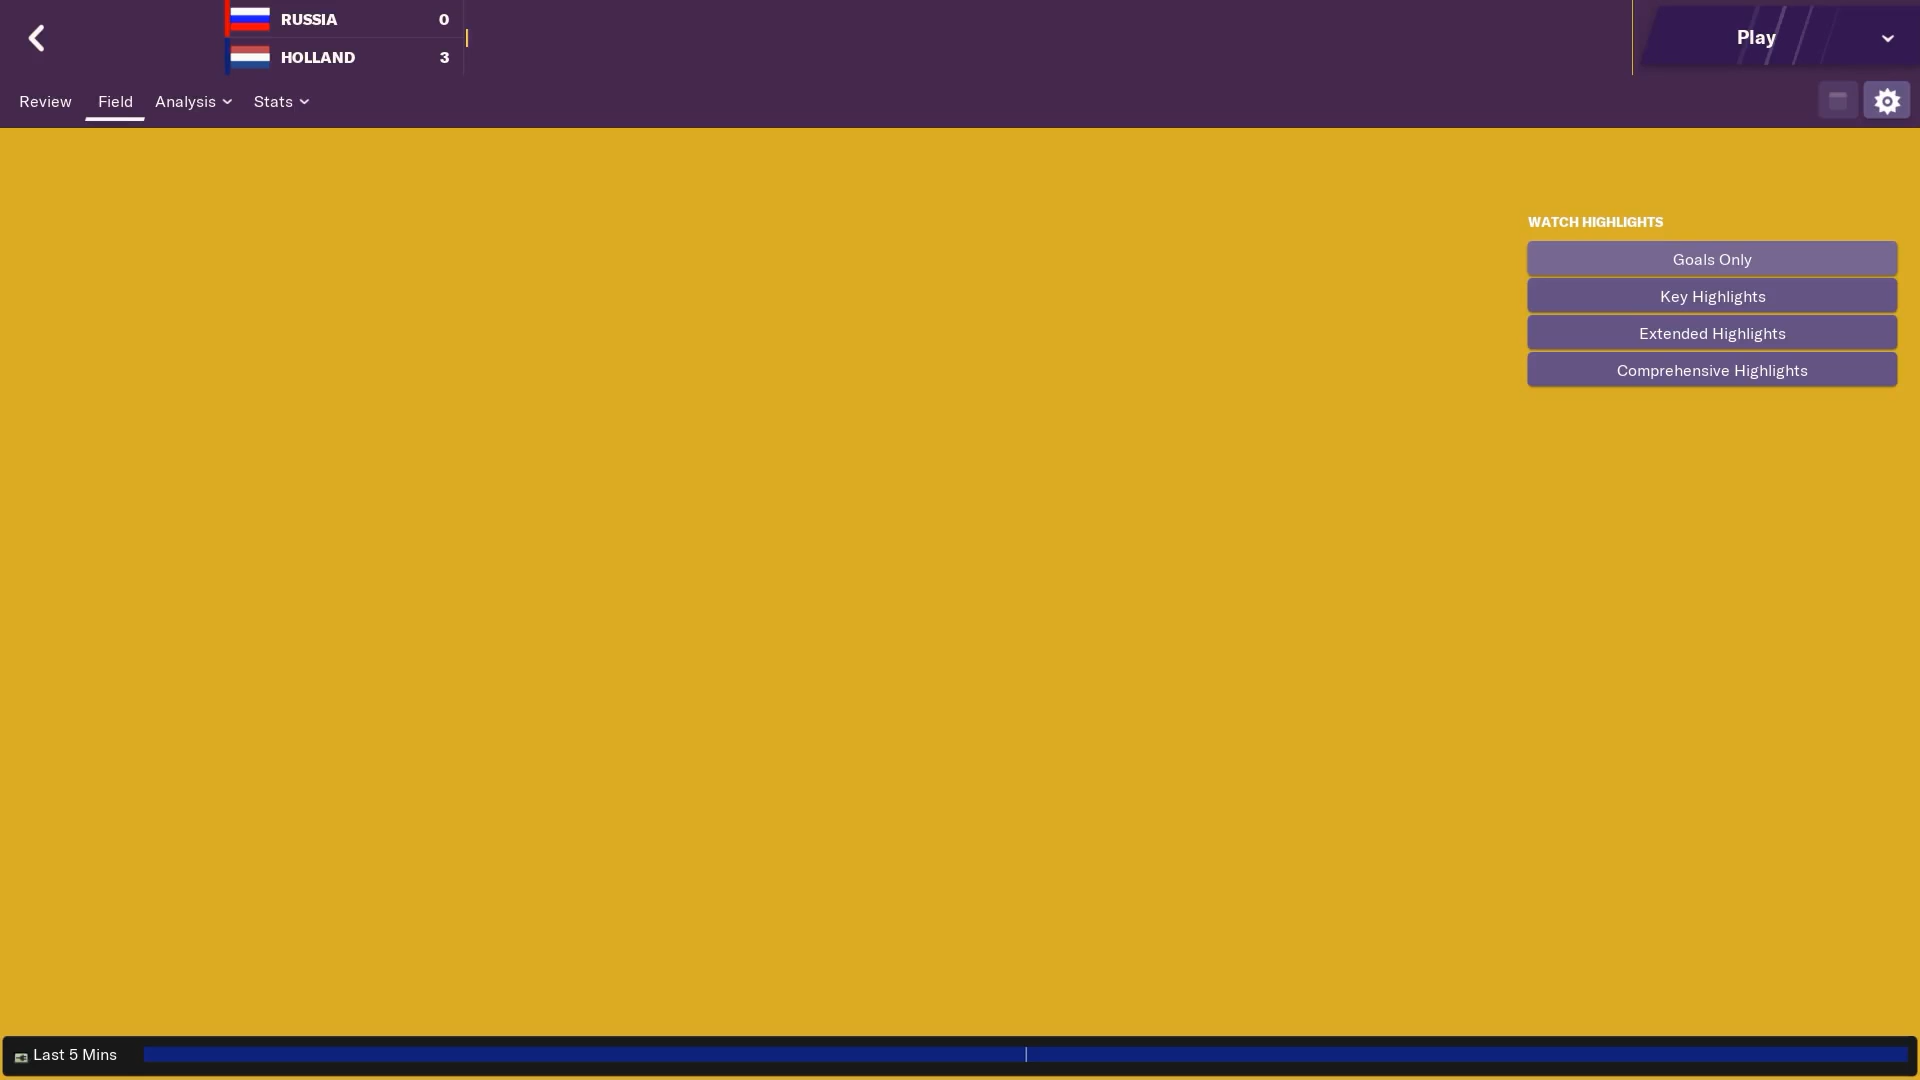 RUSSIA 0
HOLLAND 3
Play
Review Field Analysis Stats
WATCH HIGHLIGHTS
Goals Only
Key Highlights
Extended Highlights
Comprehensive Highlights
Last 5 Mins